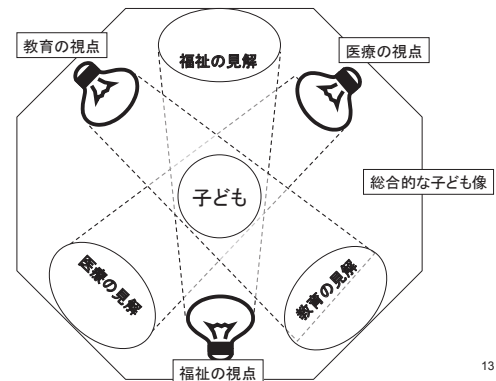 教育の視点
福祉の見解
医療の視点
子ども
総合的な子ども像
医療の見解
教育の見解
福祉の視点
13